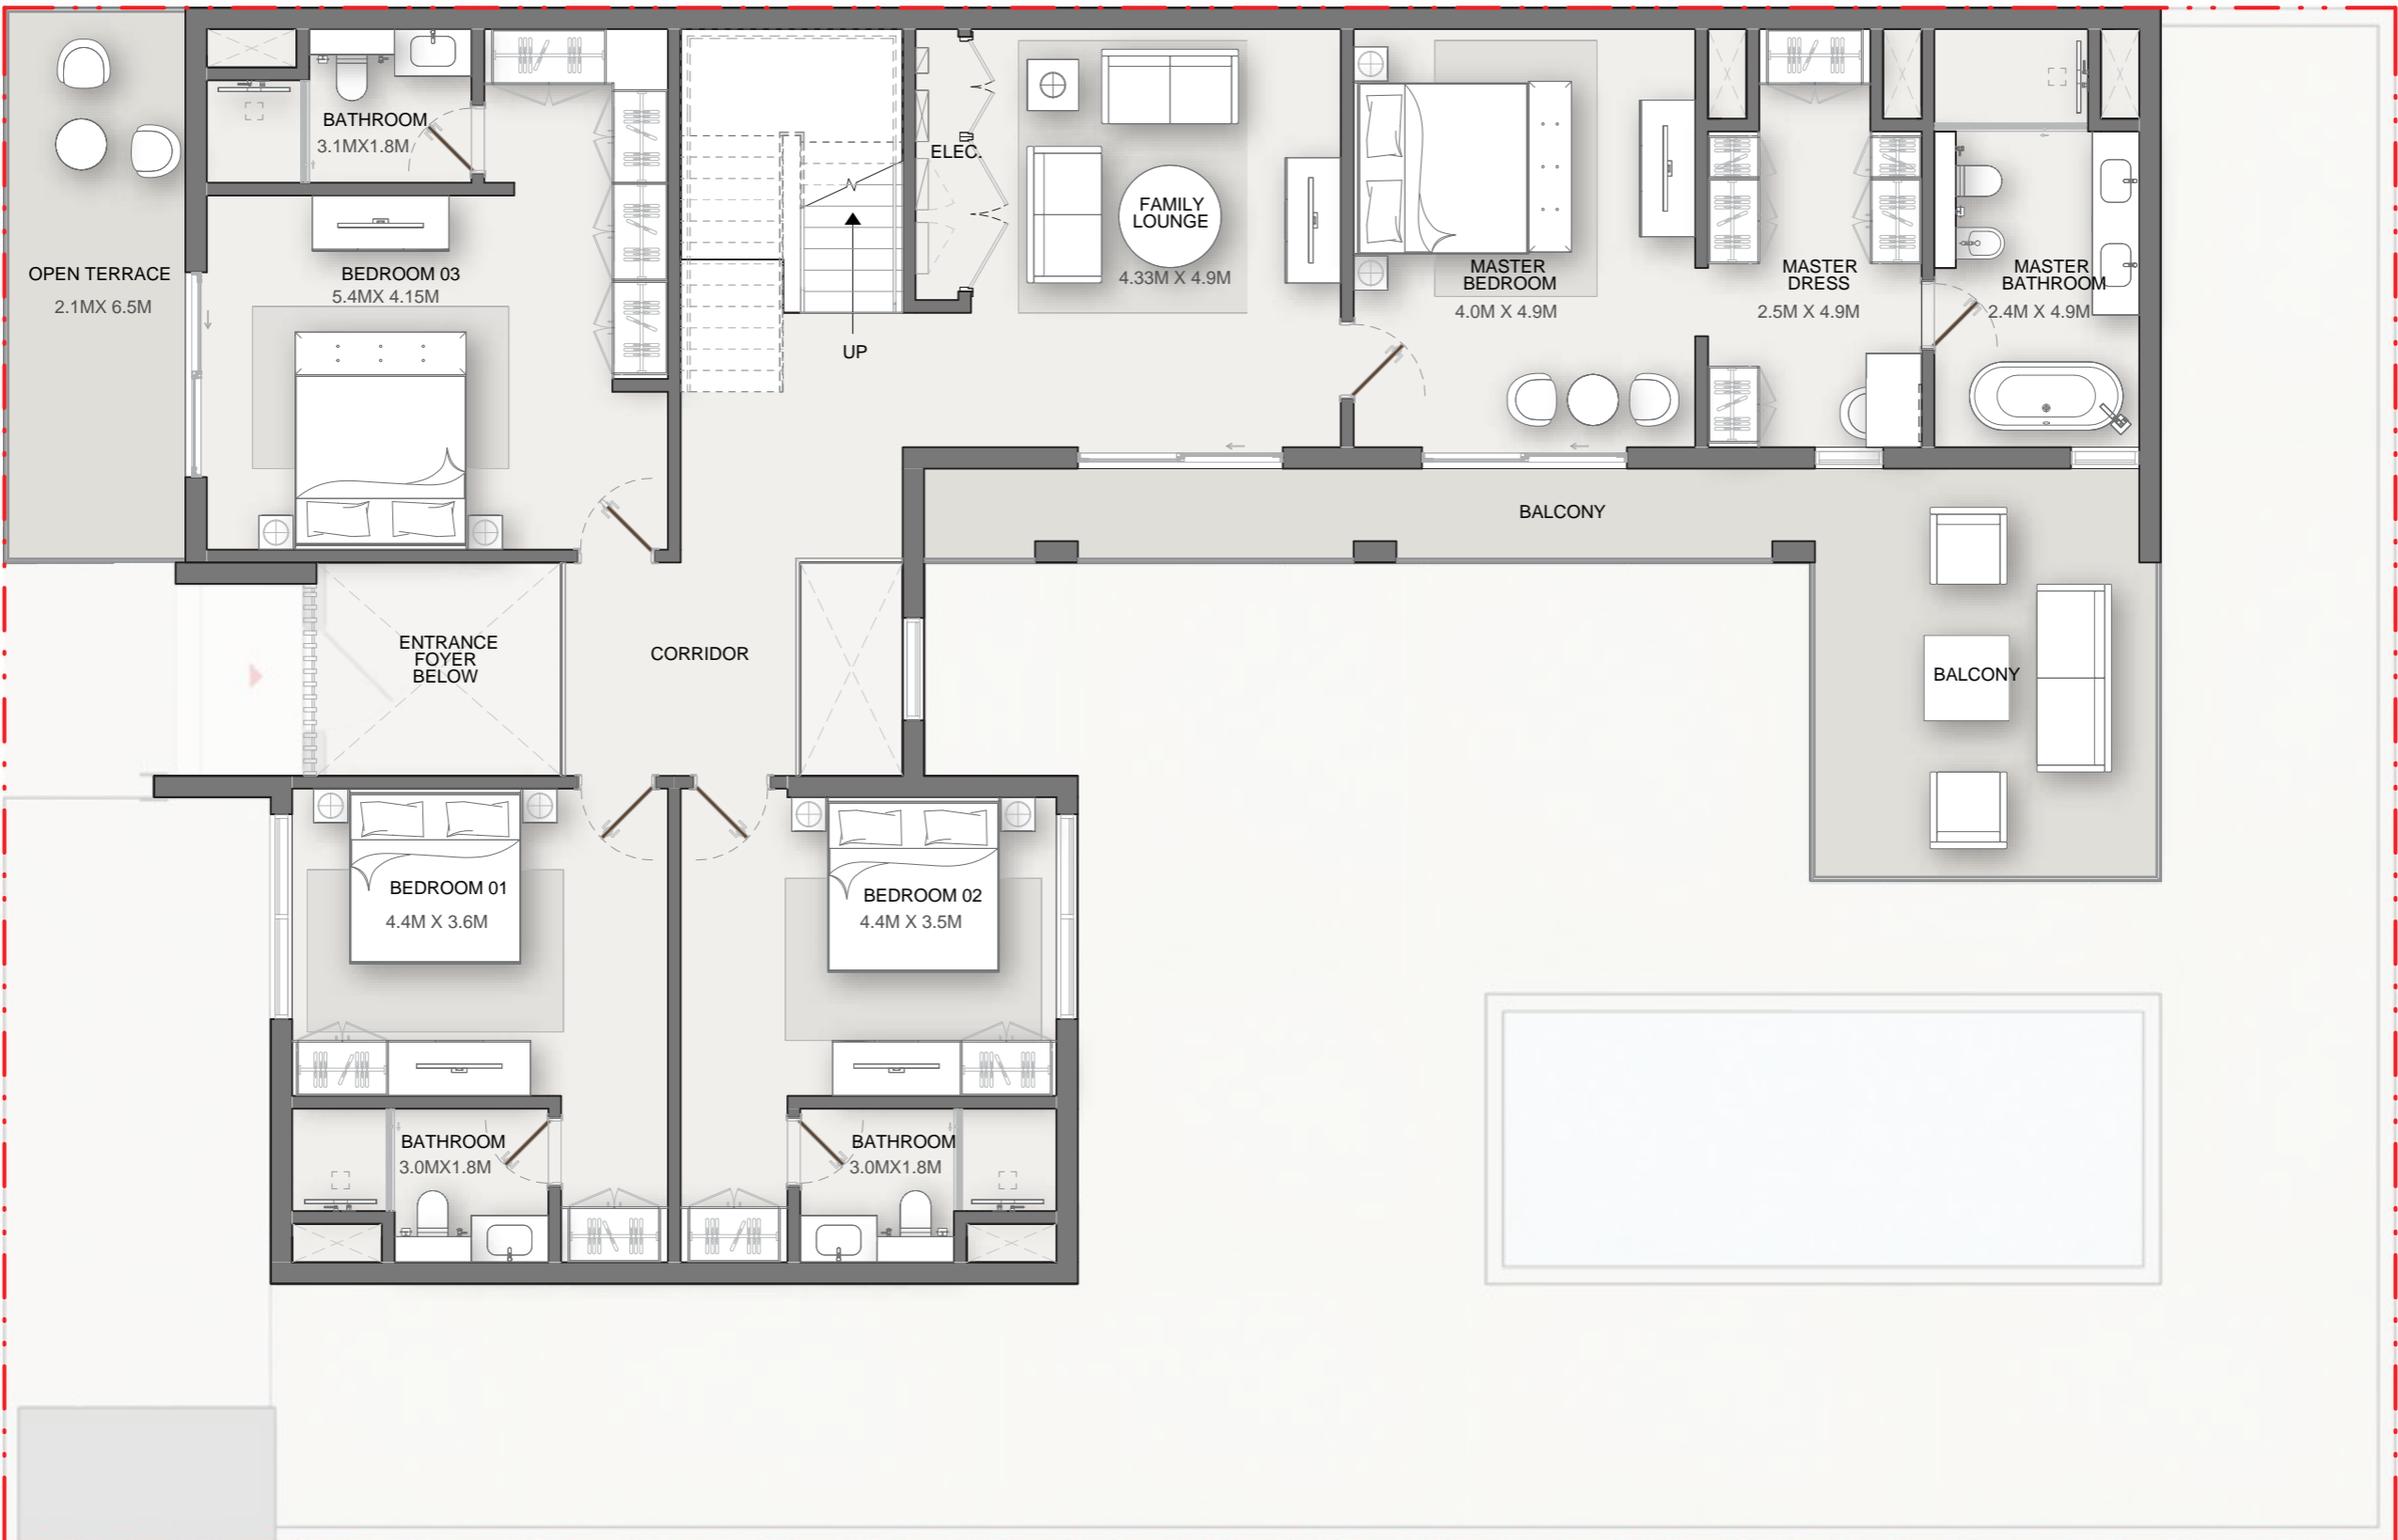 BATHROOM
3.1MX1.8M
ELEC.
FAMILY
LOUNGE
4.33M X 4.9M
OPEN TERRACE
2.1MX 6.5M
BEDROOM 03
5.4MX 4.15M
UP
MASTER
BEDROOM
4.0M X 4.9M
MASTER
DRESS
2.5M X 4.9M
MASTER
BATHROOM
2.4M X 4.9M
BALCONY
ENTRANCE
FOYER
BELOW
CORRIDOR
BALCONY
BEDROOM 01
4.4M X 3.6M
BEDROOM 02
4.4M X 3.5M
BATHROOM
3.0MX1.8M
BATHROOM
3.0MX1.8M